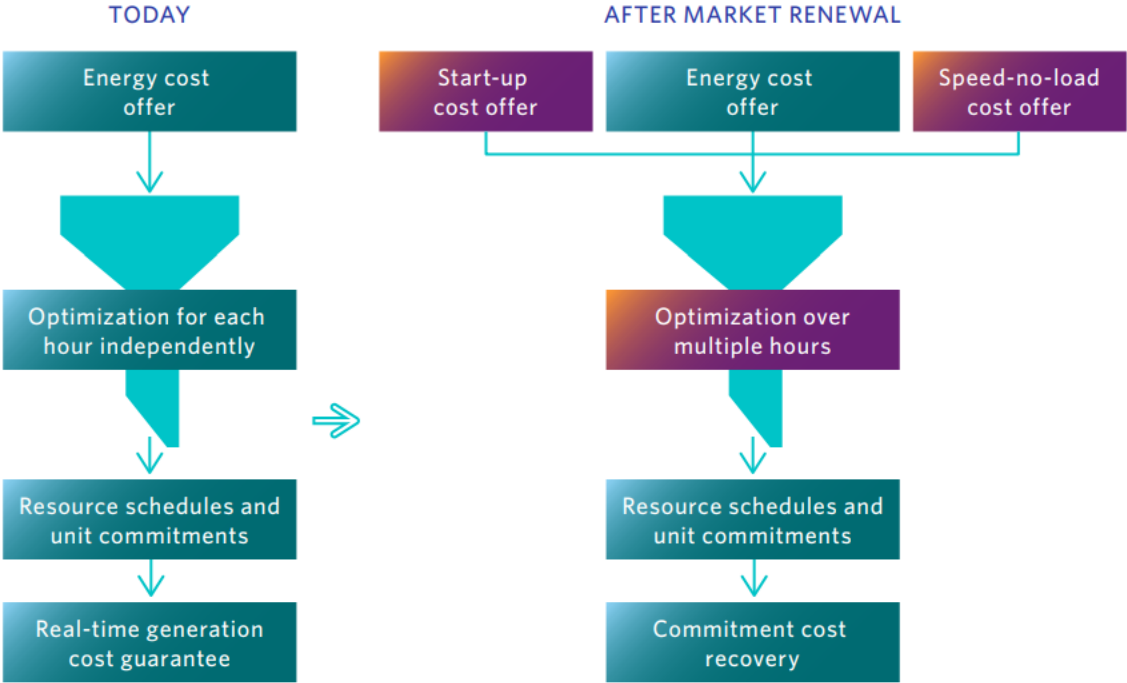 TODAY
Energy cost
offer
Optimization for each
hour independently
Resource schedules and
unit commitments
Real-time generation
cost guarantee
AFTER MARKET RENEWAL
Start-up
cost offer
Energy cost
offer
Speed-no-load
cost offer
Optimization over
multiple hours
Resource schedules and
unit commitments
Commitment cost
recovery